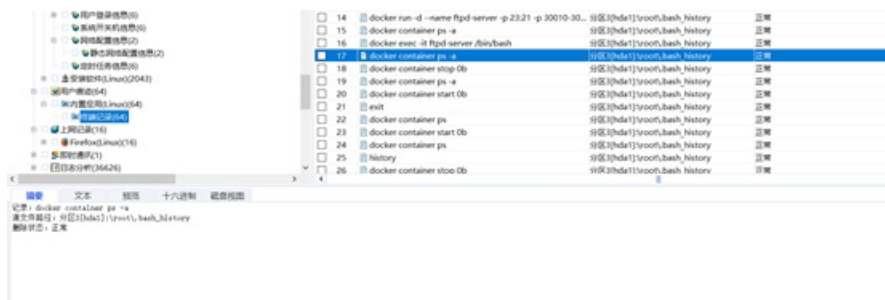 用户登录信息(6)
系统开关机信息(6)
网络配置信息(2)
静态网络配置信息(2)
定时任务信息(6)
安装软件(Linux)(2043)
用户痕迹(64)
内置应用(Linux)(64)
终端记录(64)
上网记录(16)
Firefox(Linux)(16)
即时通讯(1)
日志分析(36626)
14 docker run -d --name ftpd-server -p 23:21 -p 30010-30... 分区3[hda1]:\root\.bash_history 正常
15 docker container ps -a 分区3[hda1]:\root\.bash_history 正常
16 docker exec -it ftpd-server /bin/bash 分区3[hda1]:\root\.bash_history 正常
17 docker container ps -a 分区3[hda1]:\root\.bash_history 正常
18 docker container stop 0b 分区3[hda1]:\root\.bash_history 正常
19 docker container ps -a 分区3[hda1]:\root\.bash_history 正常
20 docker container start 0b 分区3[hda1]:\root\.bash_history 正常
21 exit 分区3[hda1]:\root\.bash_history 正常
22 docker container ps 分区3[hda1]:\root\.bash_history 正常
23 docker container start 0b 分区3[hda1]:\root\.bash_history 正常
24 docker container ps 分区3[hda1]:\root\.bash_history 正常
25 history 分区3[hda1]:\root\.bash_history 正常
26 docker container stop 0b 分区3[hda1]:\root\.bash_history 正常
摘要 文本 预览 十六进制 磁盘视图
记录: docker container ps -a
源文件路径: 分区3[hda1]:\root\.bash_history
删除状态: 正常